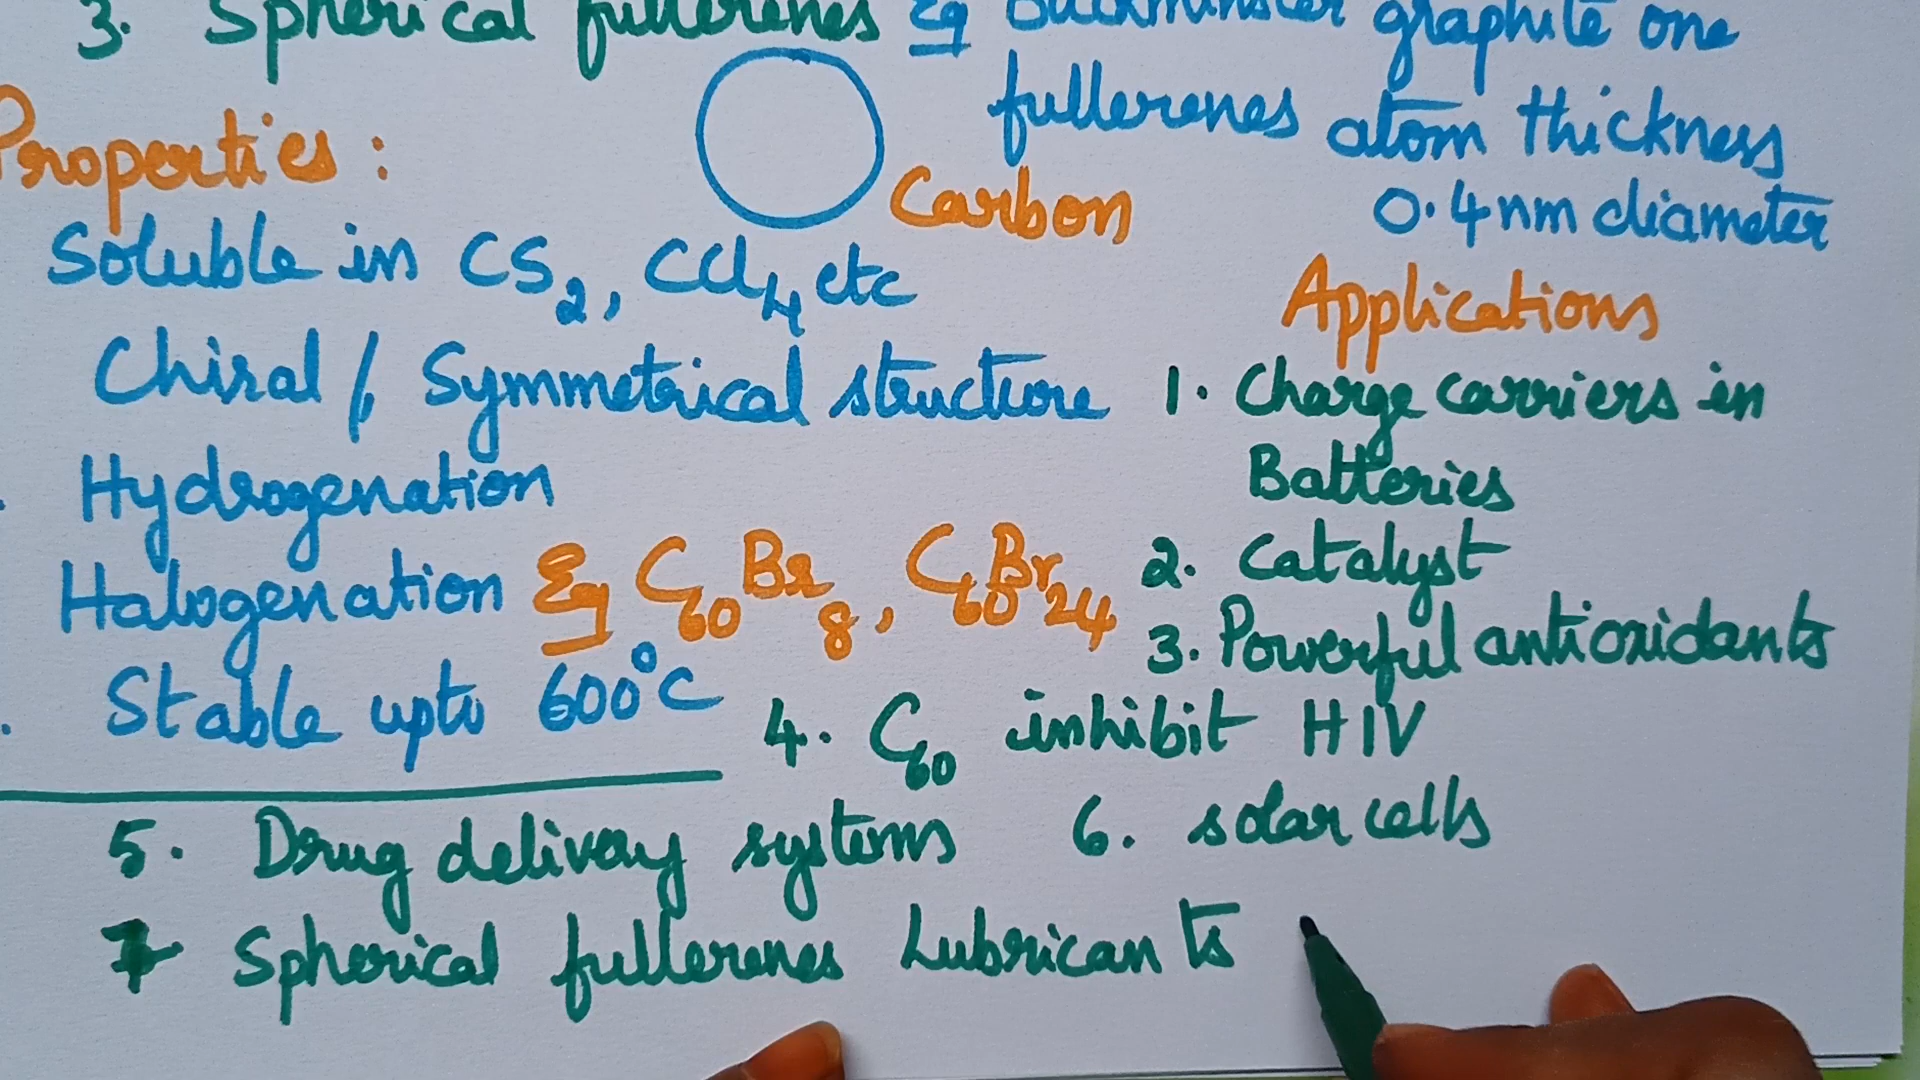 3. Spherical fullerenes Eg Buckminster graphite one
fullerenes atom thickness
0.4nm diameter
Properties :
Carbon
Soluble in CS2, CCl4 etc
Chiral / Symmetrical structure
Hydrogenation
Halogenation Eg C60Br8, C60Br24
Stable upto 600°C
Applications
1. Charge carriers in
Batteries
2. Catalyst
3. Powerful antioxidants
4. C60 inhibit HIV
5. Drug delivery systems 6. solar cells
7 Spherical fullerenes Lubricants